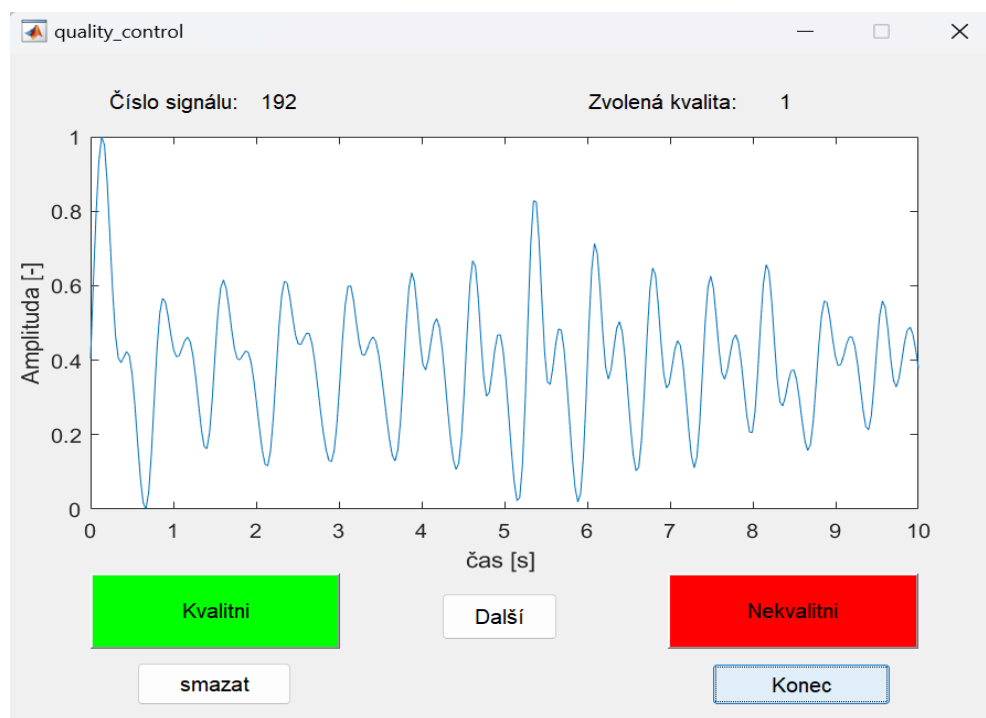 quality_control
Číslo signálu: 192 Zvolená kvalita: 1
1
0.8
0.6
0.4
0.2
0
Amplituda [-]
0 1 2 3 4 5 6 7 8 9 10
čas [s]
Kvalitni
Další
Nekvalitni
smazat
Konec